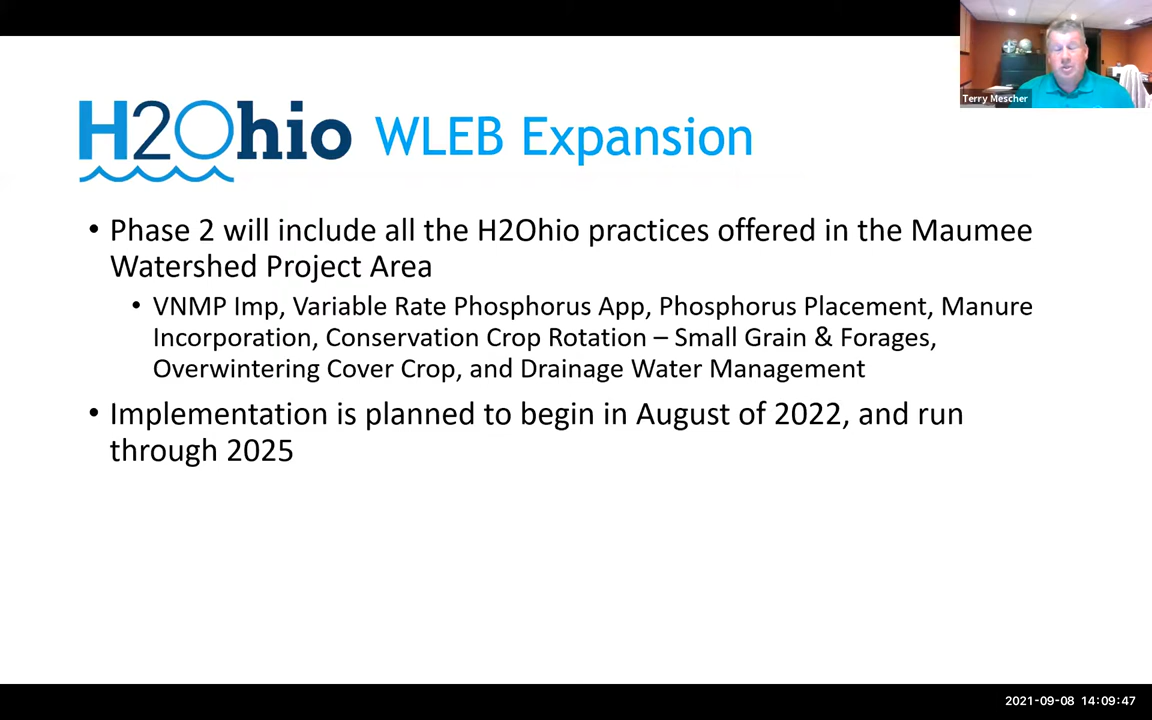 Terry Mescher
H2Ohio WLEB Expansion
• Phase 2 will include all the H2Ohio practices offered in the Maumee
Watershed Project Area
• VNMP Imp, Variable Rate Phosphorus App, Phosphorus Placement, Manure
Incorporation, Conservation Crop Rotation – Small Grain & Forages,
Overwintering Cover Crop, and Drainage Water Management
• Implementation is planned to begin in August of 2022, and run
through 2025
2021-09-08 14:09:47